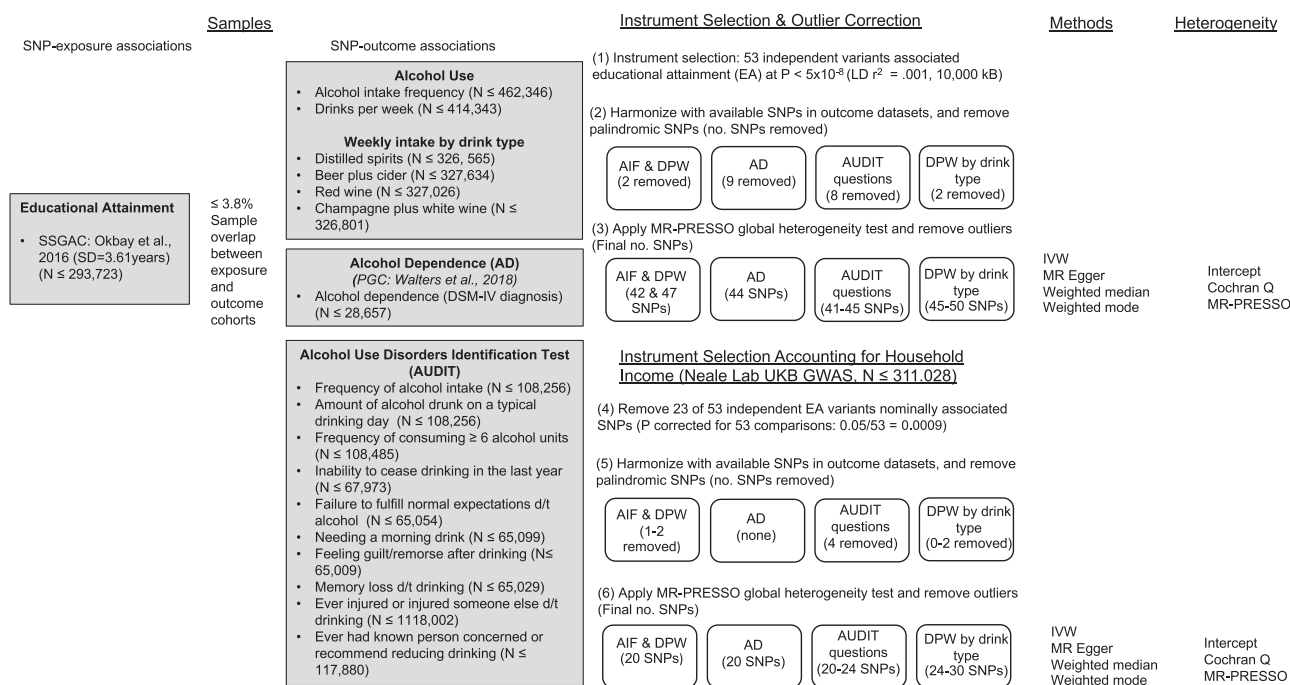 Samples
SNP-exposure associations
SNP-outcome associations
Educational Attainment
• SSGAC: Okbay et al.,
2016 (SD=3.61years)
(N ≤ 293,723)
≤ 3.8%
Sample
overlap
between
exposure
and
outcome
cohorts
Alcohol Use
• Alcohol intake frequency (N ≤ 462,346)
• Drinks per week (N ≤ 414,343)
Weekly intake by drink type
• Distilled spirits (N ≤ 326, 565)
• Beer plus cider (N ≤ 327,634)
• Red wine (N ≤ 327,026)
• Champagne plus white wine (N ≤
326,801)
Alcohol Dependence (AD)
(PGC: Walters et al., 2018)
• Alcohol dependence (DSM-IV diagnosis)
(N ≤ 28,657)
Alcohol Use Disorders Identification Test
(AUDIT)
• Frequency of alcohol intake (N ≤ 108,256)
• Amount of alcohol drunk on a typical
drinking day (N ≤ 108,256)
• Frequency of consuming ≥ 6 alcohol units
(N ≤ 108,485)
• Inability to cease drinking in the last year
(N ≤ 67,973)
• Failure to fulfill normal expectations d/t
alcohol (N ≤ 65,054)
• Needing a morning drink (N ≤ 65,099)
• Feeling guilt/remorse after drinking (N≤
65,009)
• Memory loss d/t drinking (N ≤ 65,029)
• Ever injured or injured someone else d/t
drinking (N ≤ 1118,002)
• Ever had known person concerned or
recommend reducing drinking (N ≤
117,880)
Instrument Selection & Outlier Correction
(1) Instrument selection: 53 independent variants associated
educational attainment (EA) at P < 5x10⁻⁸ (LD r² = .001, 10,000 kB)
(2) Harmonize with available SNPs in outcome datasets, and remove
palindromic SNPs (no. SNPs removed)
AIF & DPW
(2 removed)
AD
(9 removed)
AUDIT
questions
(8 removed)
DPW by drink
type
(2 removed)
(3) Apply MR-PRESSO global heterogeneity test and remove outliers
(Final no. SNPs)
AIF & DPW
(42 & 47
SNPs)
AD
(44 SNPs)
AUDIT
questions
(41-45 SNPs)
DPW by drink
type
(45-50 SNPs)
Instrument Selection Accounting for Household
Income (Neale Lab UKB GWAS, N ≤ 311.028)
(4) Remove 23 of 53 independent EA variants nominally associated
SNPs (P corrected for 53 comparisons: 0.05/53 = 0.0009)
(5) Harmonize with available SNPs in outcome datasets, and remove
palindromic SNPs (no. SNPs removed)
AIF & DPW
(1-2
removed)
AD
(none)
AUDIT
questions
(4 removed)
DPW by drink
type
(0-2 removed)
(6) Apply MR-PRESSO global heterogeneity test and remove outliers
(Final no. SNPs)
AIF & DPW
(20 SNPs)
AD
(20 SNPs)
AUDIT
questions
(20-24 SNPs)
DPW by drink
type
(24-30 SNPs)
Methods
IVW
MR Egger
Weighted median
Weighted mode
IVW
MR Egger
Weighted median
Weighted mode
Heterogeneity
Intercept
Cochran Q
MR-PRESSO
Intercept
Cochran Q
MR-PRESSO